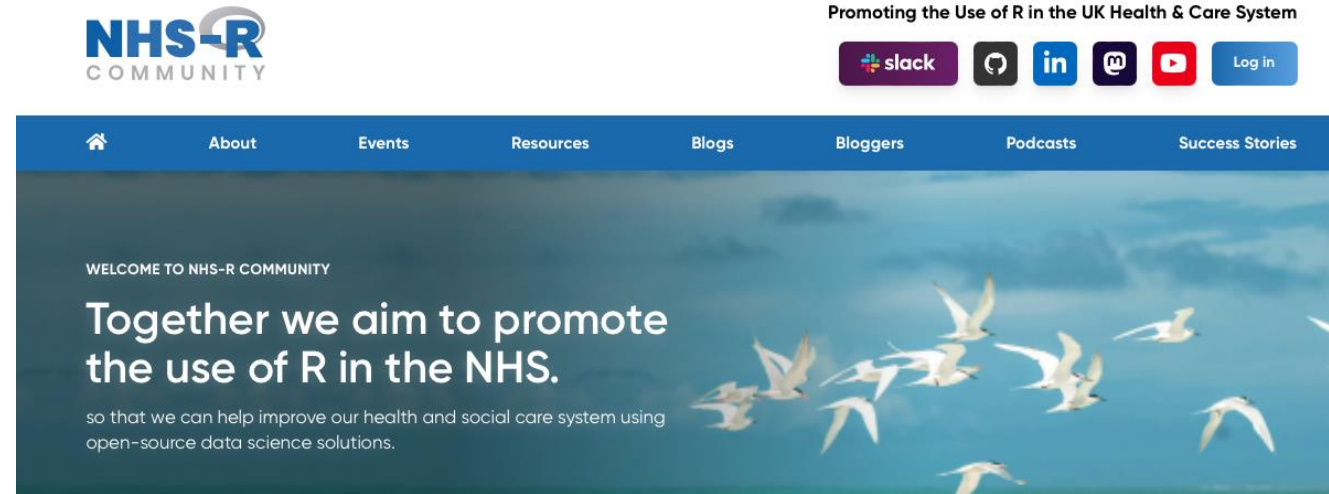 NHS-R
COMMUNITY
Promoting the Use of R in the UK Health & Care System
slack
in
Log in
About
Events
Resources
Blogs
Bloggers
Podcasts
Success Stories
WELCOME TO NHS-R COMMUNITY
Together we aim to promote
the use of R in the NHS.
so that we can help improve our health and social care system using
open-source data science solutions.